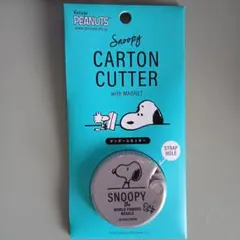 PEANUTS
Snoopy
CARTON
CUTTER
with MAGNET
ダンボールカッター
STRAP
HOLE
SNOOPY
the
WORLD FAMOUS
BEAGLE